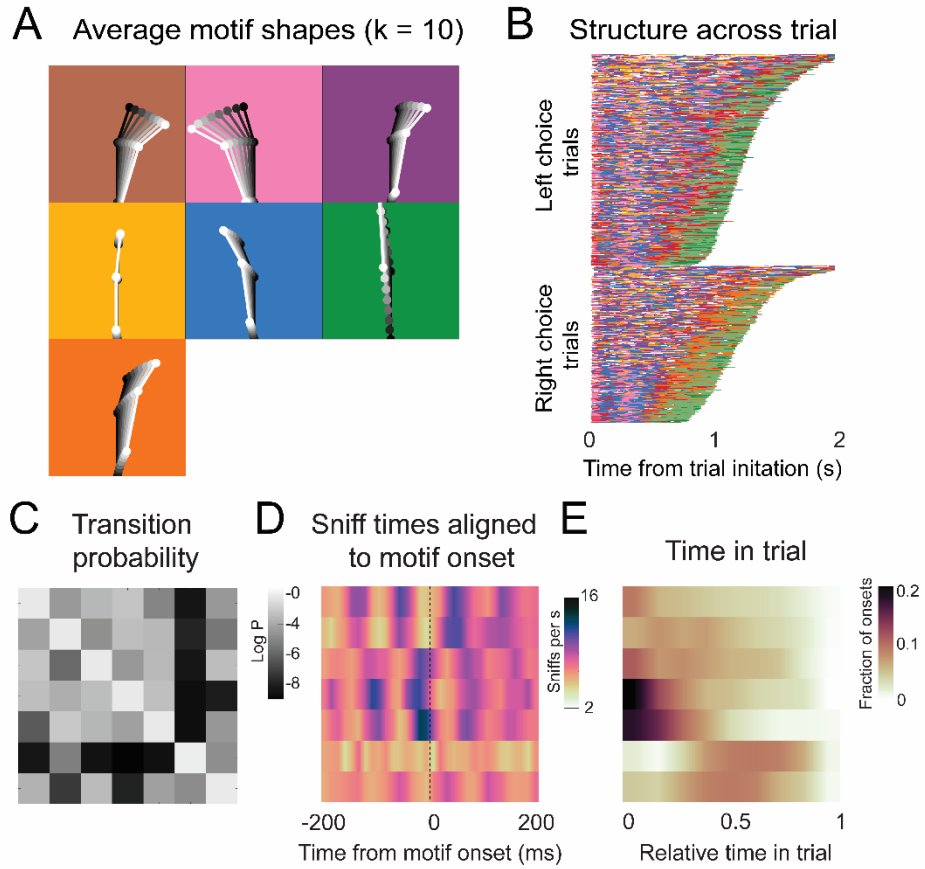 A Average motif shapes (k = 10)
B Structure across trial
Left choice
trials
Right choice
trials
0 1 2
Time from trial initation (s)
C Transition
probability
-0
-4
-8
Log P
D Sniff times aligned
to motif onset
16
2
Sniffs per s
-200 0 200
Time from motif onset (ms)
E Time in trial
0.2
0.1
0
Fraction of onsets
0 0.5 1
Relative time in trial